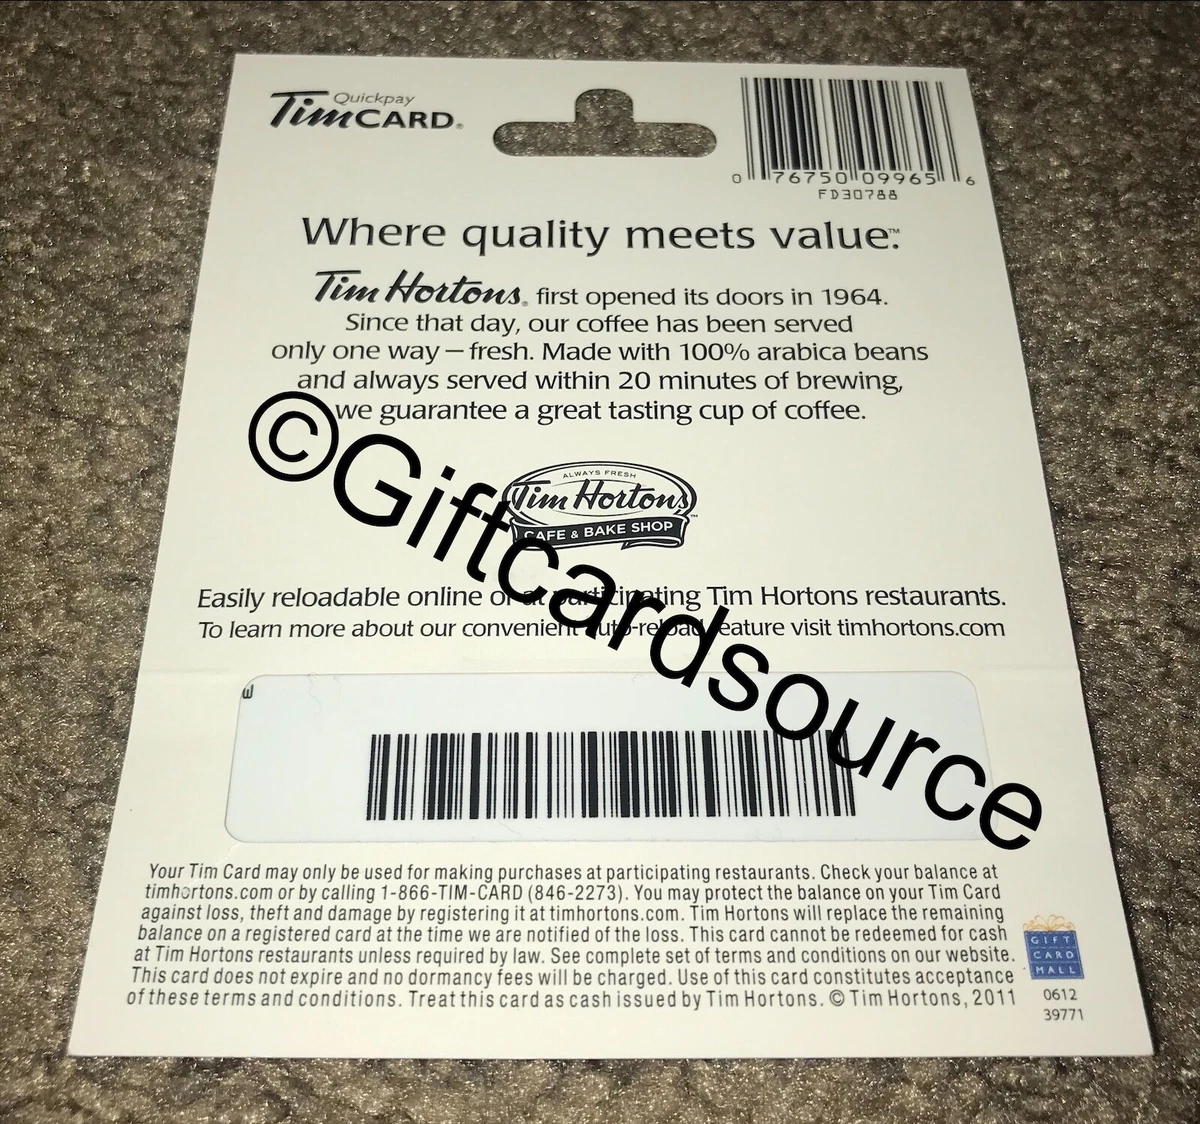 Quickpay
TimCARD®
0 76750 09965 6
FD30788
Where quality meets value.™
Tim Hortons® first opened its doors in 1964.
Since that day, our coffee has been served
only one way – fresh. Made with 100% arabica beans
and always served within 20 minutes of brewing,
we guarantee a great tasting cup of coffee.
ALWAYS FRESH
Tim Hortons
CAFE & BAKE SHOP™
©Giftcardsource
Easily reloadable online or at participating Tim Hortons restaurants.
To learn more about our convenient auto-reload feature visit timhortons.com
Your Tim Card may only be used for making purchases at participating restaurants. Check your balance at
timhortons.com or by calling 1-866-TIM-CARD (846-2273). You may protect the balance on your Tim Card
against loss, theft and damage by registering it at timhortons.com. Tim Hortons will replace the remaining
balance on a registered card at the time we are notified of the loss. This card cannot be redeemed for cash
at Tim Hortons restaurants unless required by law. See complete set of terms and conditions on our website.
This card does not expire and no dormancy fees will be charged. Use of this card constitutes acceptance
of these terms and conditions. Treat this card as cash issued by Tim Hortons. © Tim Hortons, 2011
GIFT
CARD
MALL
0612
39771